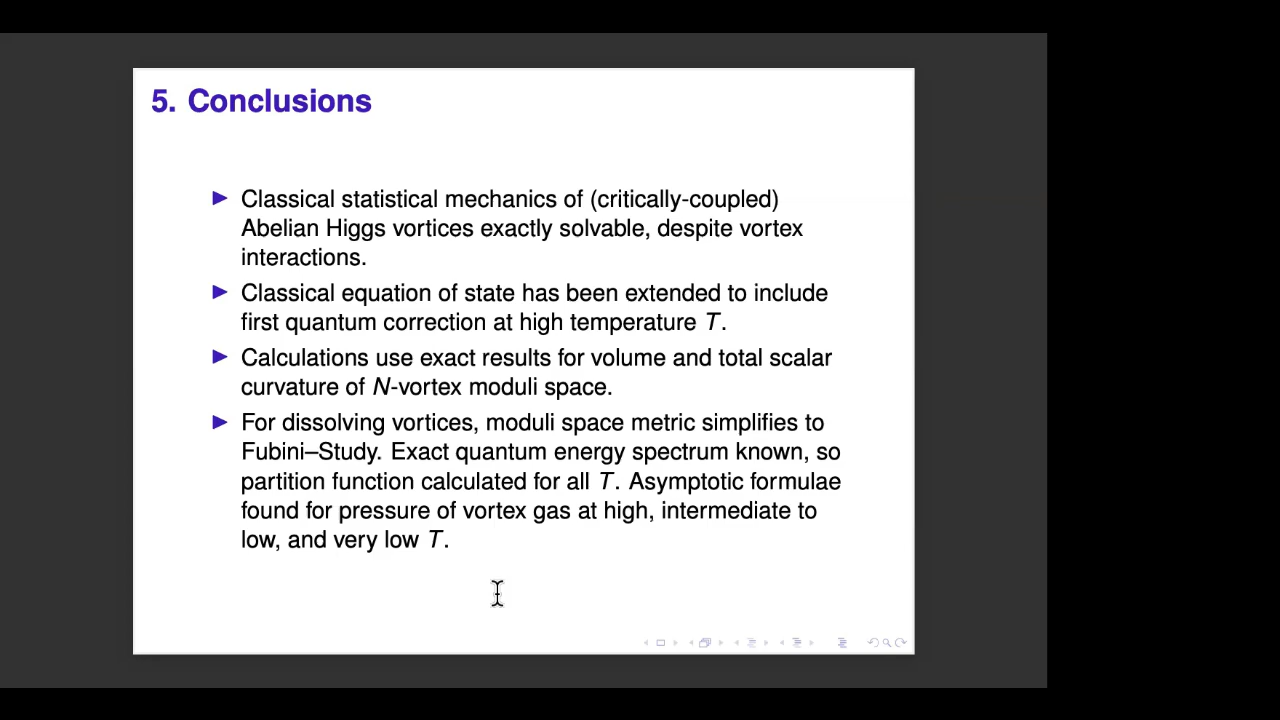 5. Conclusions
Classical statistical mechanics of (critically-coupled)
Abelian Higgs vortices exactly solvable, despite vortex
interactions.
Classical equation of state has been extended to include
first quantum correction at high temperature T.
Calculations use exact results for volume and total scalar
curvature of N-vortex moduli space.
For dissolving vortices, moduli space metric simplifies to
Fubini–Study. Exact quantum energy spectrum known, so
partition function calculated for all T. Asymptotic formulae
found for pressure of vortex gas at high, intermediate to
low, and very low T.